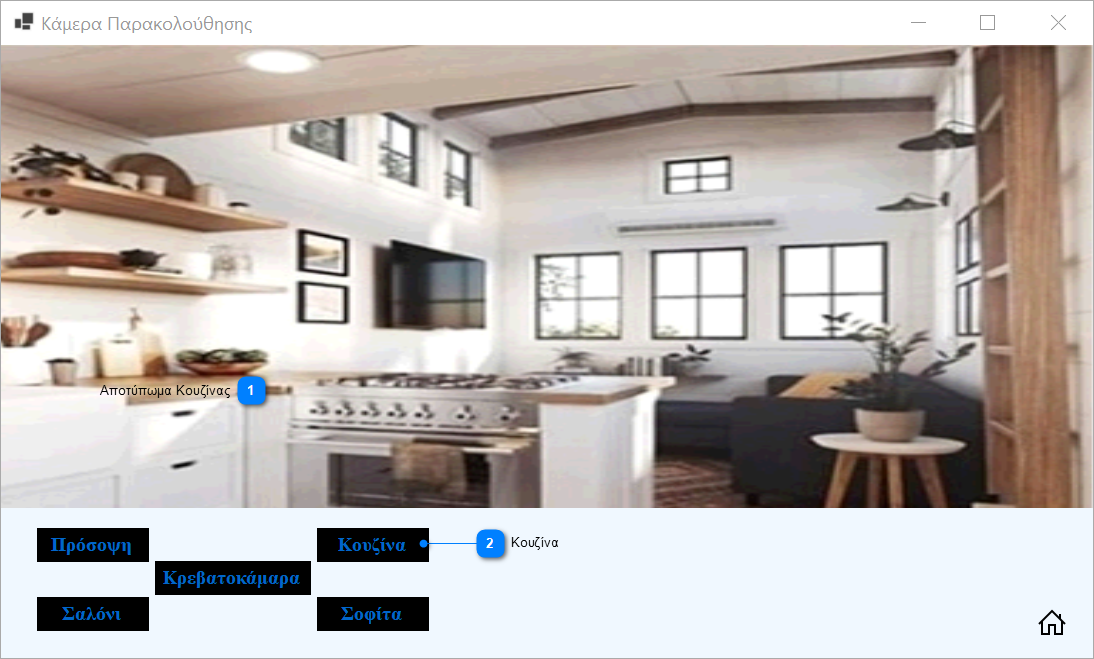 Κάμερα Παρακολούθησης
Αποτύπωμα Κουζίνας 1
Πρόσοψη
Κουζίνα
2 Κουζίνα
Κρεβατοκάμαρα
Σαλόνι
Σοφίτα